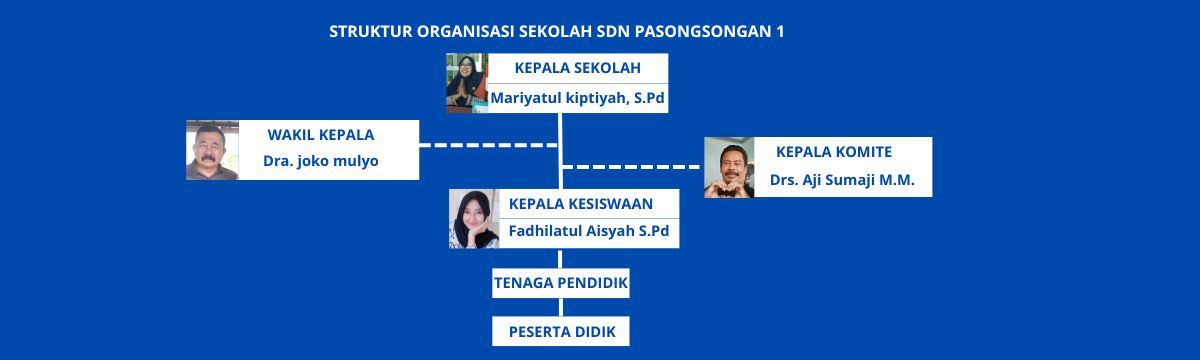 STRUKTUR ORGANISASI SEKOLAH SDN PASONGSONGAN 1
KEPALA SEKOLAH
Mariyatul kiptiyah, S.Pd
WAKIL KEPALA
Dra. joko mulyo
KEPALA KOMITE
Drs. Aji Sumaji M.M.
KEPALA KESISWAAN
Fadhilatul Aisyah S.Pd
TENAGA PENDIDIK
PESERTA DIDIK